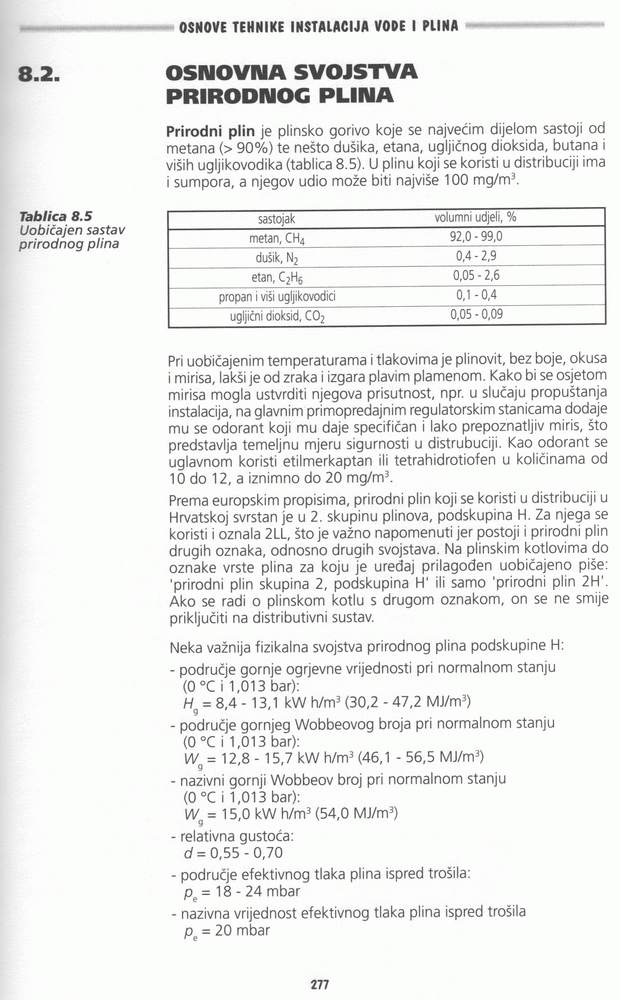 OSNOVE TEHNIKE INSTALACIJA VODE I PLINA
8.2.
OSNOVNA SVOJSTVA
PRIRODNOG PLINA
Prirodni plin je plinsko gorivo koje se najvećim dijelom sastoji od
metana (> 90%) te nešto dušika, etana, ugljičnog dioksida, butana i
viših ugljikovodika (tablica 8.5). U plinu koji se koristi u distribuciji ima
i sumpora, a njegov udio može biti najviše 100 mg/m³.
Tablica 8.5
Uobičajen sastav
prirodnog plina
sastojak volumni udjeli, %
metan, CH₄ 92,0 - 99,0
dušik, N₂ 0,4 - 2,9
etan, C₂H₆ 0,05 - 2,6
propan i viši ugljikovodici 0,1 - 0,4
ugljični dioksid, CO₂ 0,05 - 0,09
Pri uobičajenim temperaturama i tlakovima je plinovit, bez boje, okusa
i mirisa, lakši je od zraka i izgara plavim plamenom. Kako bi se osjetom
mirisa mogla ustvrditi njegova prisutnost, npr. u slučaju propuštanja
instalacija, na glavnim primopredajnim regulatorskim stanicama dodaje
mu se odorant koji mu daje specifičan i lako prepoznatljiv miris, što
predstavlja temeljnu mjeru sigurnosti u distrubuciji. Kao odorant se
uglavnom koristi etilmerkaptan ili tetrahidrotiofen u količinama od
10 do 12, a iznimno do 20 mg/m³.
Prema europskim propisima, prirodni plin koji se koristi u distribuciji u
Hrvatskoj svrstan je u 2. skupinu plinova, podskupina H. Za njega se
koristi i oznala 2LL, što je važno napomenuti jer postoji i prirodni plin
drugih oznaka, odnosno drugih svojstava. Na plinskim kotlovima do
oznake vrste plina za koju je uređaj prilagođen uobičajeno piše:
'prirodni plin skupina 2, podskupina H' ili samo 'prirodni plin 2H'.
Ako se radi o plinskom kotlu s drugom oznakom, on se ne smije
priključiti na distributivni sustav.
Neka važnija fizikalna svojstva prirodnog plina podskupine H:
- područje gornje ogrjevne vrijednosti pri normalnom stanju
(0 °C i 1,013 bar):
H_g = 8,4 - 13,1 kW h/m³ (30,2 - 47,2 MJ/m³)
- područje gornjeg Wobbeovog broja pri normalnom stanju
(0 °C i 1,013 bar):
W_g = 12,8 - 15,7 kW h/m³ (46,1 - 56,5 MJ/m³)
- nazivni gornji Wobbeov broj pri normalnom stanju
(0 °C i 1,013 bar):
W_g = 15,0 kW h/m³ (54,0 MJ/m³)
- relativna gustoća:
d = 0,55 - 0,70
- područje efektivnog tlaka plina ispred trošila:
pₑ = 18 - 24 mbar
- nazivna vrijednost efektivnog tlaka plina ispred trošila
pₑ = 20 mbar
277